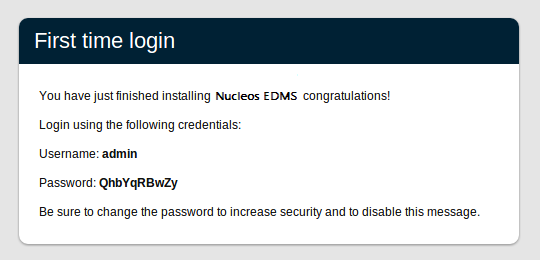 First time login
You have just finished installing Nucleos EDMS congratulations!
Login using the following credentials:
Username: admin
Password: QhbYqRBwZy
Be sure to change the password to increase security and to disable this message.